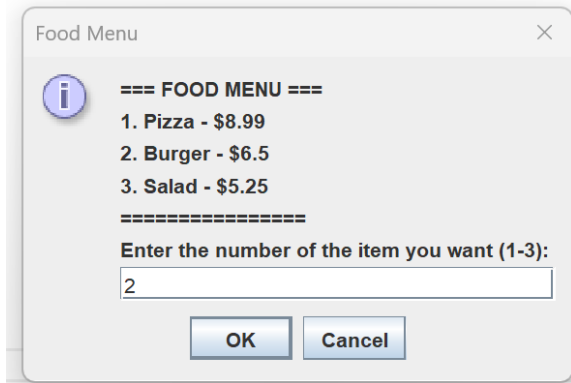 Food Menu
=== FOOD MENU ===
1. Pizza - $8.99
2. Burger - $6.5
3. Salad - $5.25
================
Enter the number of the item you want (1-3):
2
OK Cancel